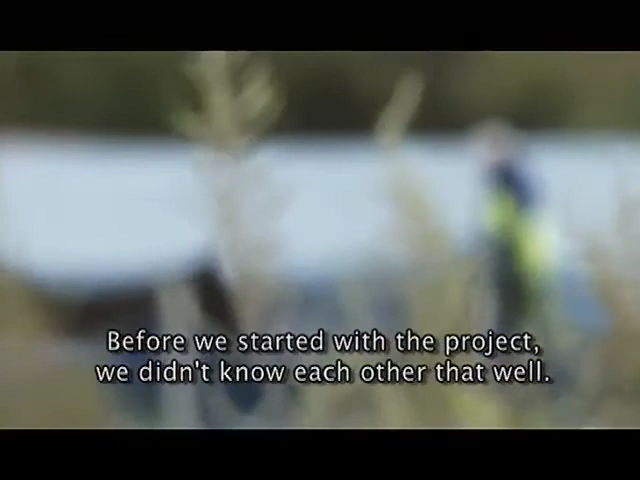 Before we started with the project,
we didn't know each other that well.